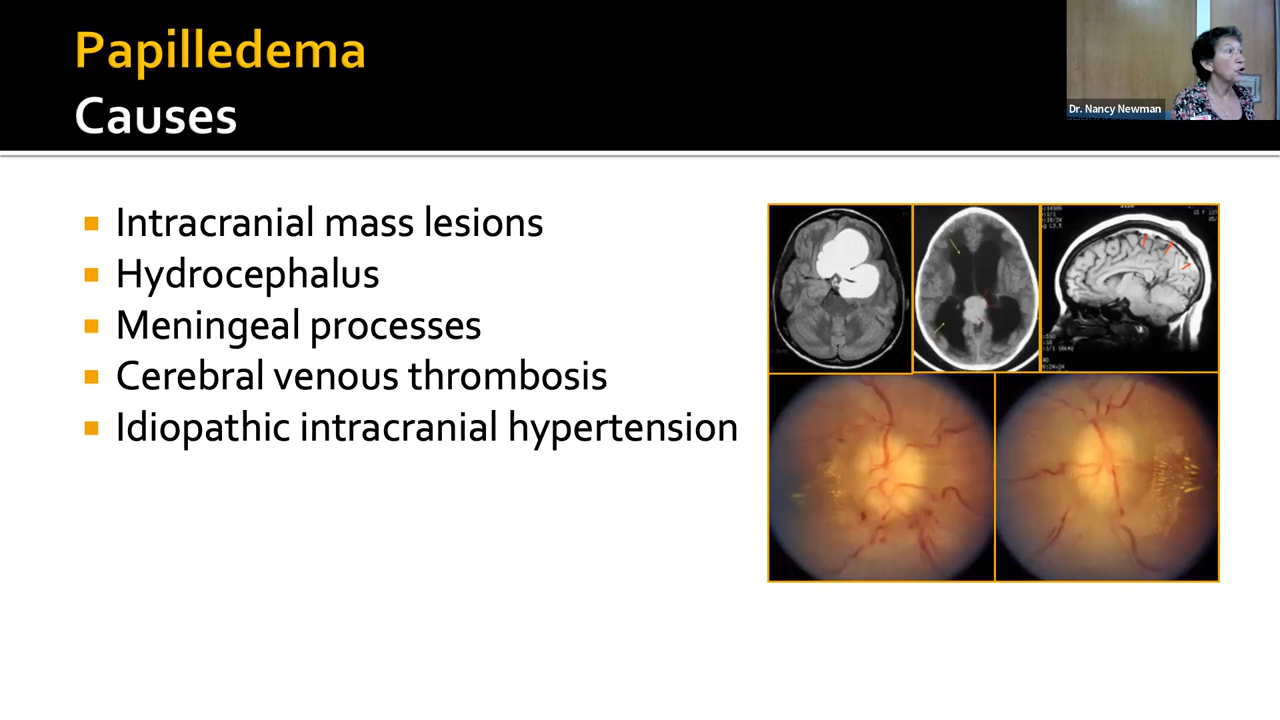 Papilledema
Causes
Dr. Nancy Newman
Intracranial mass lesions
Hydrocephalus
Meningeal processes
Cerebral venous thrombosis
Idiopathic intracranial hypertension